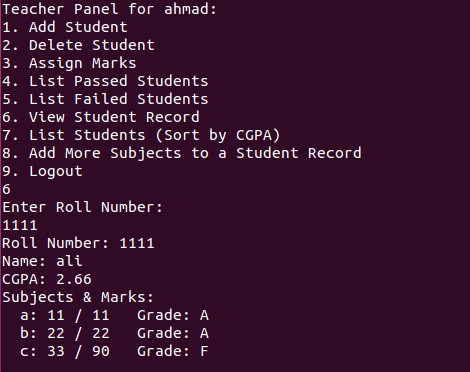 Teacher Panel for ahmad:
1. Add Student
2. Delete Student
3. Assign Marks
4. List Passed Students
5. List Failed Students
6. View Student Record
7. List Students (Sort by CGPA)
8. Add More Subjects to a Student Record
9. Logout
6
Enter Roll Number:
1111
Roll Number: 1111
Name: ali
CGPA: 2.66
Subjects & Marks:
  a: 11 / 11   Grade: A
  b: 22 / 22   Grade: A
  c: 33 / 90   Grade: F